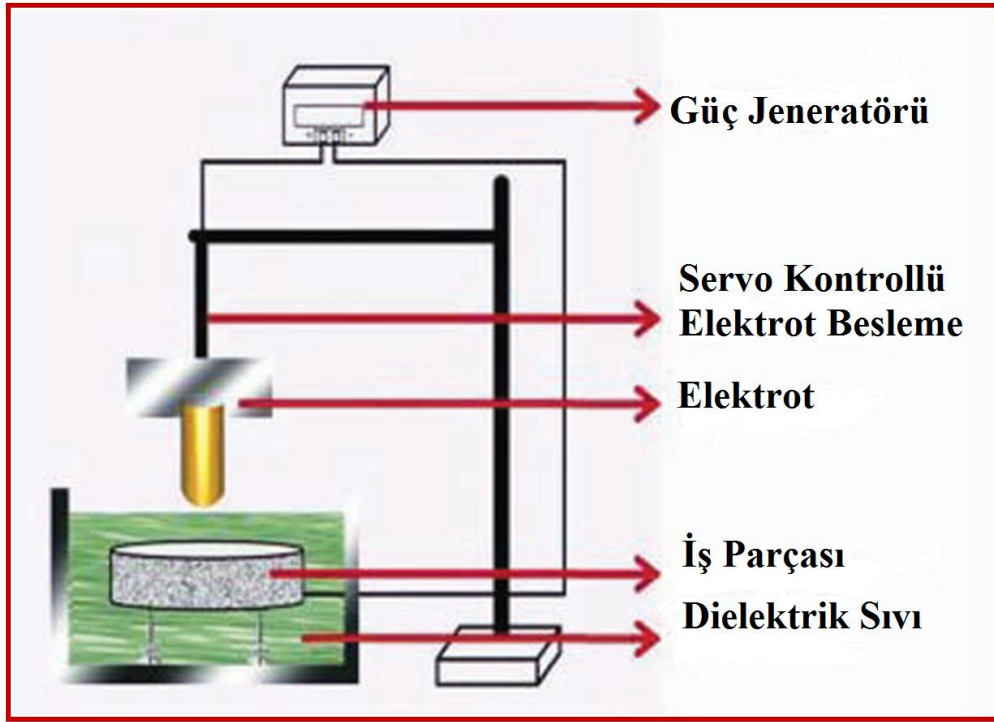 Güç Jeneratörü
Servo Kontrollü
Elektrot Besleme
Elektrot
İş Parçası
Dielektrik Sıvı